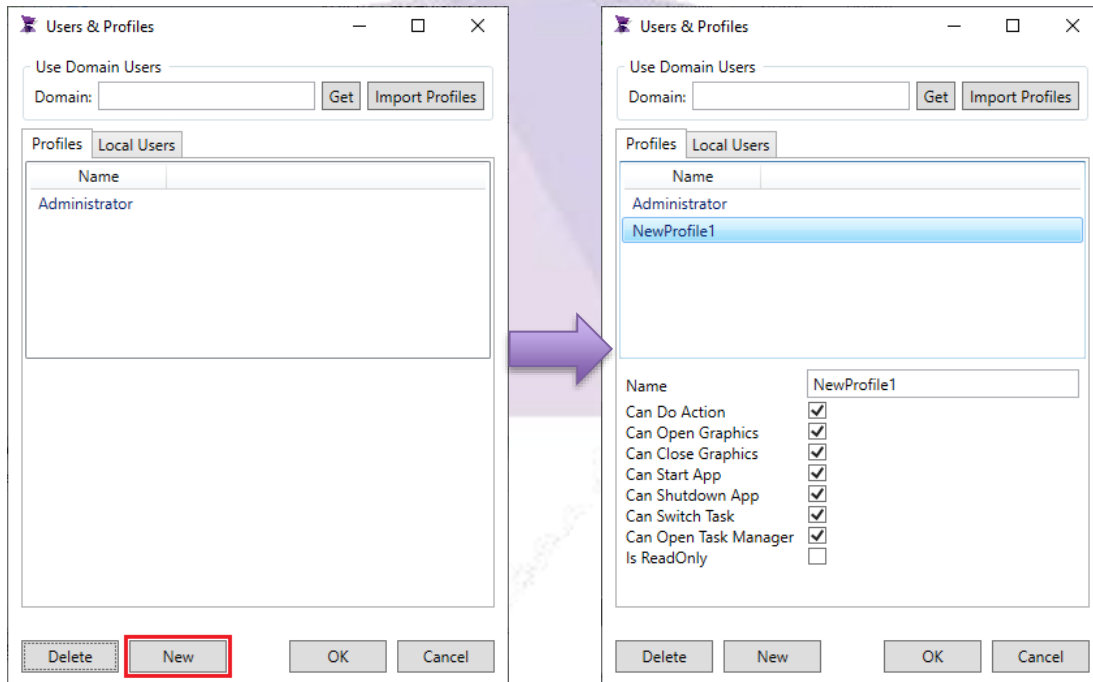 Users & Profiles
Use Domain Users
Domain: Get Import Profiles
Profiles Local Users
Name
Administrator
Delete New OK Cancel
Users & Profiles
Use Domain Users
Domain: Get Import Profiles
Profiles Local Users
Name
Administrator
NewProfile1
Name NewProfile1
Can Do Action
Can Open Graphics
Can Close Graphics
Can Start App
Can Shutdown App
Can Switch Task
Can Open Task Manager
Is ReadOnly
Delete New OK Cancel